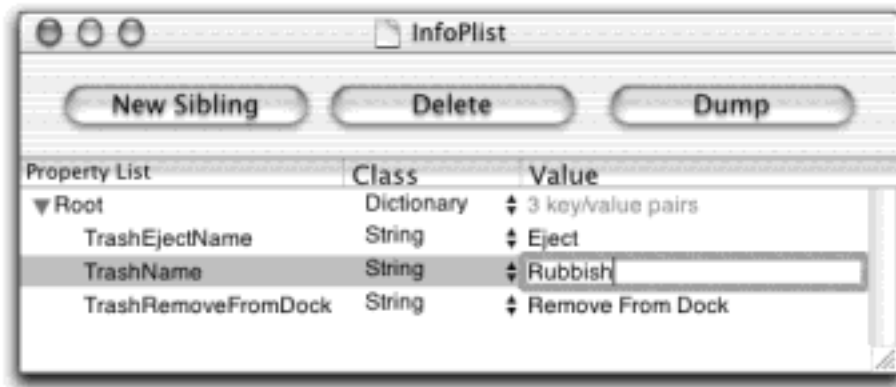 InfoPlist
New Sibling Delete Dump
Property List Class Value
Root Dictionary 3 key/value pairs
TrashEjectName String Eject
TrashName String Rubbish
TrashRemoveFromDock String Remove From Dock